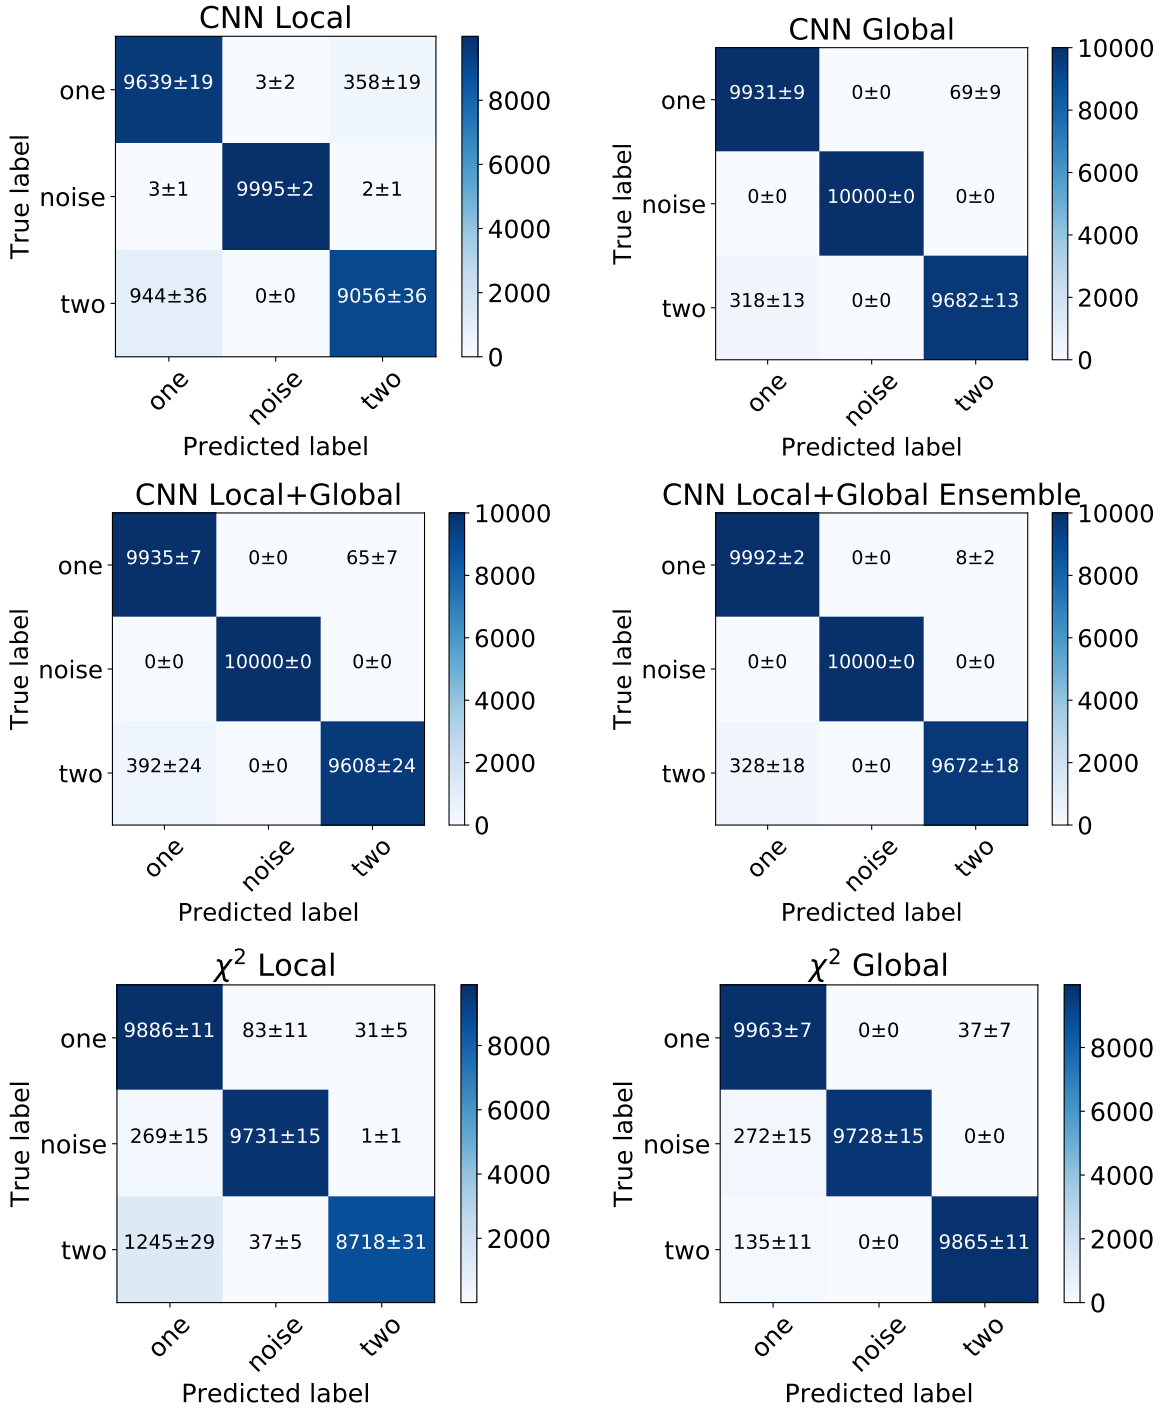 CNN Local
True label
one
noise
two
9639±19 3±2 358±19
3±1 9995±2 2±1
944±36 0±0 9056±36
one noise two
Predicted label
8000
6000
4000
2000
0
CNN Global
True label
one
noise
two
9931±9 0±0 69±9
0±0 10000±0 0±0
318±13 0±0 9682±13
one noise two
Predicted label
10000
8000
6000
4000
2000
0
CNN Local+Global
True label
one
noise
two
9935±7 0±0 65±7
0±0 10000±0 0±0
392±24 0±0 9608±24
one noise two
Predicted label
10000
8000
6000
4000
2000
0
CNN Local+Global Ensemble
True label
one
noise
two
9992±2 0±0 8±2
0±0 10000±0 0±0
328±18 0±0 9672±18
one noise two
Predicted label
10000
8000
6000
4000
2000
0
χ² Local
True label
one
noise
two
9886±11 83±11 31±5
269±15 9731±15 1±1
1245±29 37±5 8718±31
one noise two
Predicted label
8000
6000
4000
2000
χ² Global
True label
one
noise
two
9963±7 0±0 37±7
272±15 9728±15 0±0
135±11 0±0 9865±11
one noise two
Predicted label
8000
6000
4000
2000
0